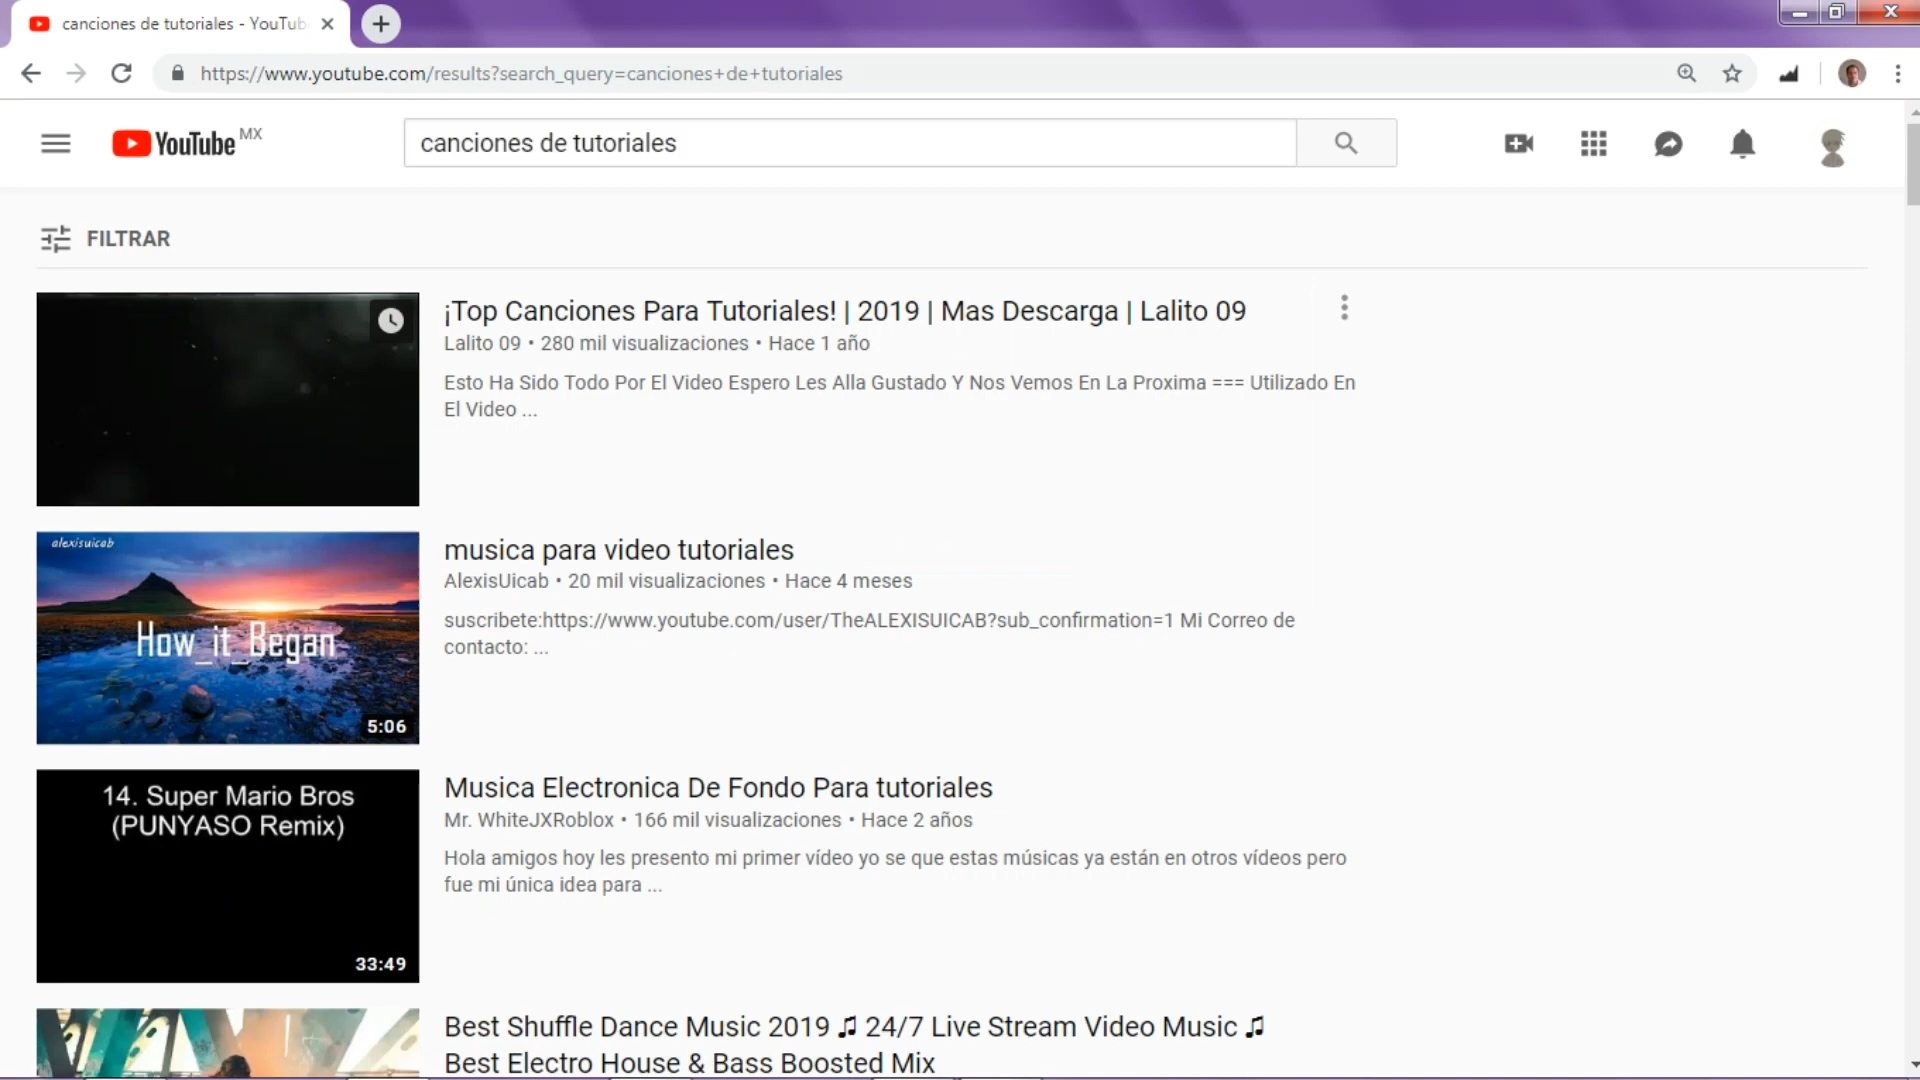 canciones de tutoriales - YouTub
https://www.youtube.com/results?search_query=canciones+de+tutoriales
YouTube MX
canciones de tutoriales
FILTRAR
¡Top Canciones Para Tutoriales! | 2019 | Mas Descarga | Lalito 09
Lalito 09 • 280 mil visualizaciones • Hace 1 año
Esto Ha Sido Todo Por El Video Espero Les Alla Gustado Y Nos Vemos En La Proxima === Utilizado En
El Video ...
alexisuicab
How_it_Began
5:06
musica para video tutoriales
AlexisUicab • 20 mil visualizaciones • Hace 4 meses
suscribete:https://www.youtube.com/user/TheALEXISUICAB?sub_confirmation=1 Mi Correo de
contacto: ...
14. Super Mario Bros
(PUNYASO Remix)
33:49
Musica Electronica De Fondo Para tutoriales
Mr. WhiteJXRoblox • 166 mil visualizaciones • Hace 2 años
Hola amigos hoy les presento mi primer vídeo yo se que estas músicas ya están en otros vídeos pero
fue mi única idea para ...
Best Shuffle Dance Music 2019 🎵 24/7 Live Stream Video Music 🎵
Best Electro House & Bass Boosted Mix